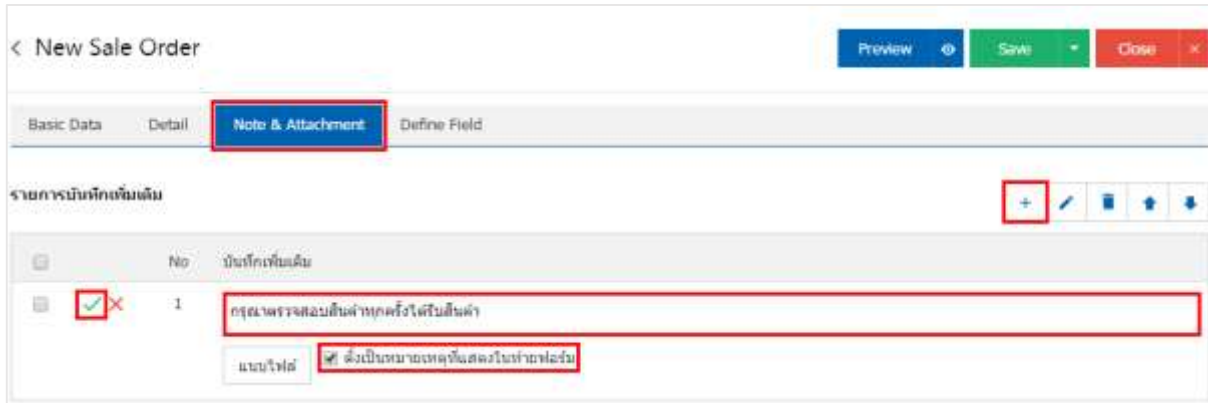 < New Sale Order
Preview Save Close ×
Basic Data Detail Note & Attachment Define Field
รายการบันทึกเพิ่มเติม
No บันทึกเพิ่มเติม
1 กรุณาตรวจสอบสินค้าทุกครั้งได้รับสินค้า
แนบไฟล์ ตั้งเป็นหมายเหตุที่แสดงในท้ายฟอร์ม